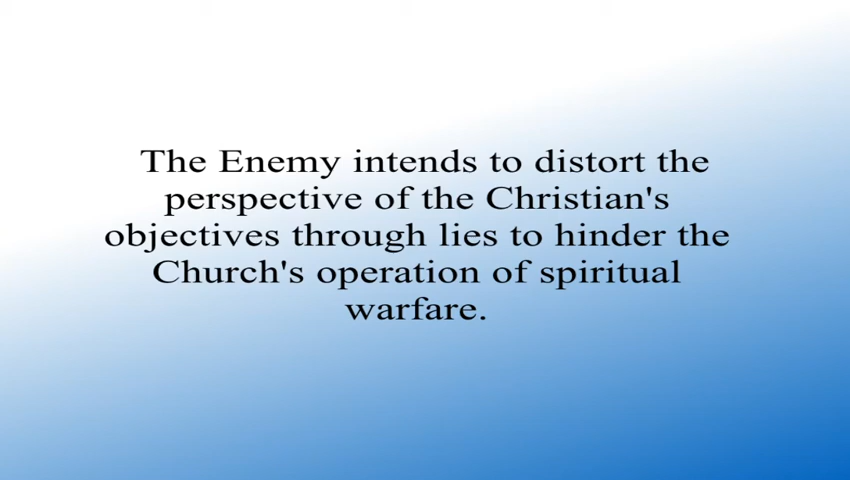 The Enemy intends to distort the
perspective of the Christian's
objectives through lies to hinder the
Church's operation of spiritual
warfare.